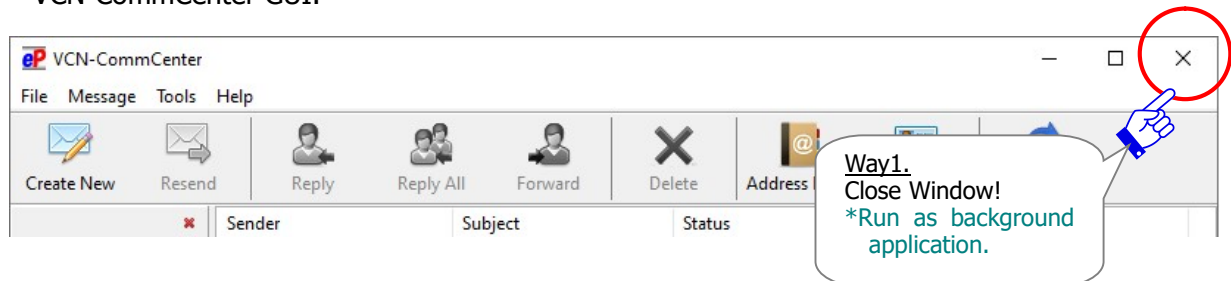 VCN-CommCenter GUI.
eP VCN-CommCenter
File Message Tools Help
Create New Resend Reply Reply All Forward Delete Address
Sender Subject Status
Way1.
Close Window!
*Run as background
application.